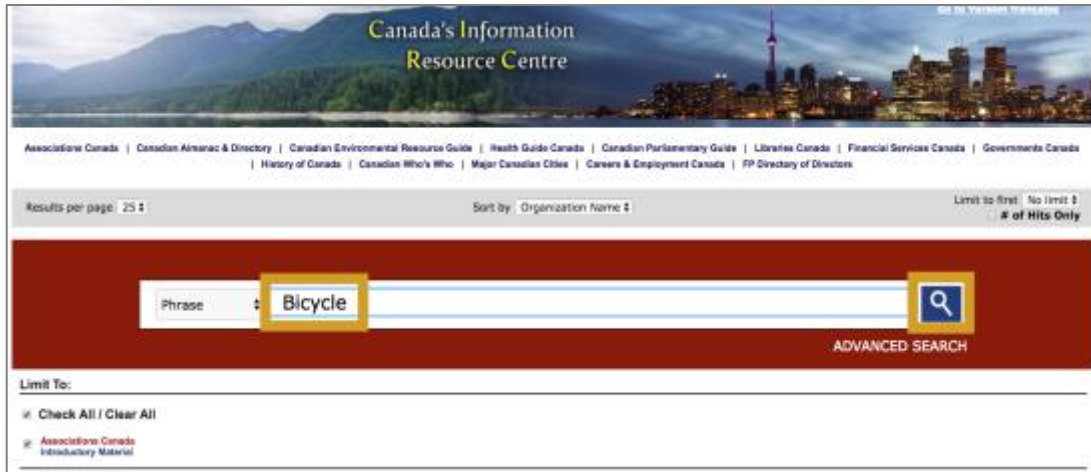 Go to Version française
Canada's Information
Resource Centre
Associations Canada | Canadian Almanac & Directory | Canadian Environmental Resource Guide | Health Guide Canada | Canadian Parliamentary Guide | Libraries Canada | Financial Services Canada | Governments Canada
| History of Canada | Canadian Who's Who | Major Canadian Cities | Careers & Employment Canada | FP Directory of Directors
Results per page 25 Sort by Organization Name Limit to first No limit
# of Hits Only
Phrase Bicycle
ADVANCED SEARCH
Limit To:
Check All / Clear All
Associations Canada
Introductory Material